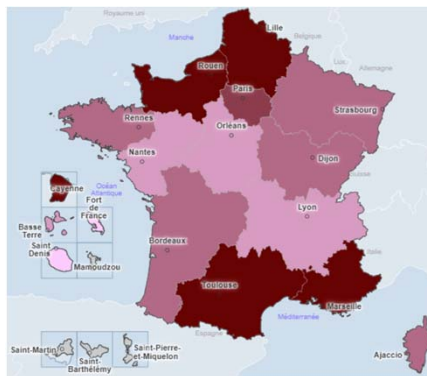 Royaume uni
Lille
Manche
Belgique
Rouen
Lux.
Allemagne
Paris
Strasbourg
Rennes
Orléans
Nantes
Dijon
Suisse
Cayenne
Océan
Atlantique
Fort
de
France
Lyon
Basse
Terre
Saint
Denis
Mamoudzou
Bordeaux
Italie
Toulouse
Marseille
Méditerranée
Espagne
Saint-Martin
Saint-
Barthélémy
Saint-Pierre-
et-Miquelon
Ajaccio